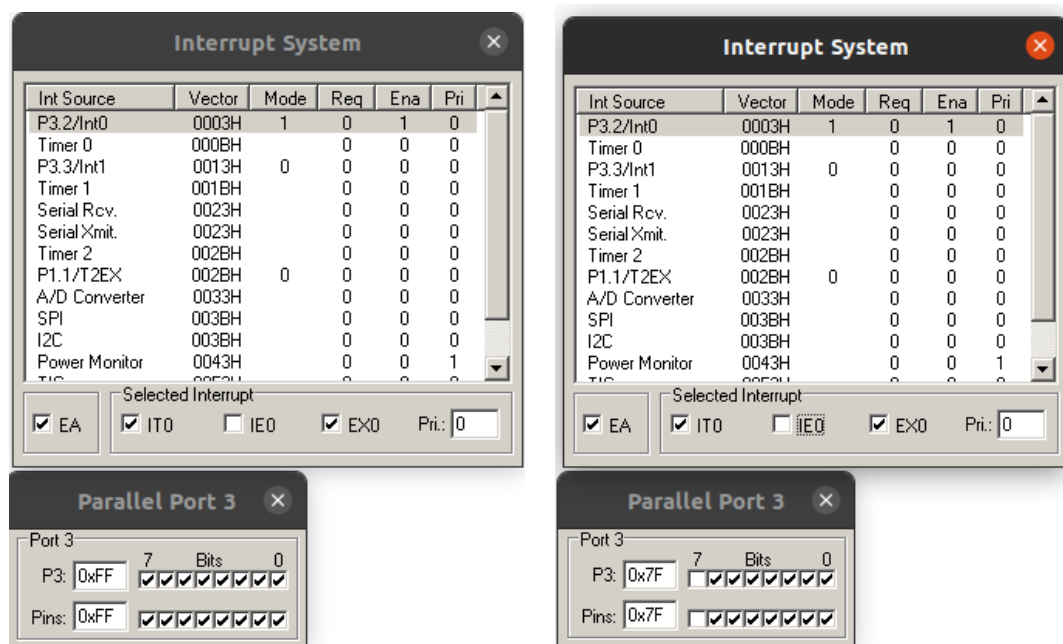 Interrupt System
Int Source Vector Mode Req Ena Pri
P3.2/Int0 0003H 1 0 1 0
Timer 0 000BH 0 0 0
P3.3/Int1 0013H 0 0 0 0
Timer 1 001BH 0 0 0
Serial Rcv. 0023H 0 0 0
Serial Xmit. 0023H 0 0 0
Timer 2 002BH 0 0 0
P1.1/T2EX 002BH 0 0 0 0
A/D Converter 0033H 0 0 0
SPI 003BH 0 0 0
I2C 003BH 0 0 0
Power Monitor 0043H 0 0 1
Selected Interrupt
EA IT0 IE0 EX0 Pri.: 0
Parallel Port 3
Port 3
7 Bits 0
P3: 0xFF
Pins: 0xFF
Interrupt System
Int Source Vector Mode Req Ena Pri
P3.2/Int0 0003H 1 0 1 0
Timer 0 000BH 0 0 0
P3.3/Int1 0013H 0 0 0 0
Timer 1 001BH 0 0 0
Serial Rcv. 0023H 0 0 0
Serial Xmit. 0023H 0 0 0
Timer 2 002BH 0 0 0
P1.1/T2EX 002BH 0 0 0 0
A/D Converter 0033H 0 0 0
SPI 003BH 0 0 0
I2C 003BH 0 0 0
Power Monitor 0043H 0 0 1
Selected Interrupt
EA IT0 IE0 EX0 Pri.: 0
Parallel Port 3
Port 3
7 Bits 0
P3: 0x7F
Pins: 0x7F